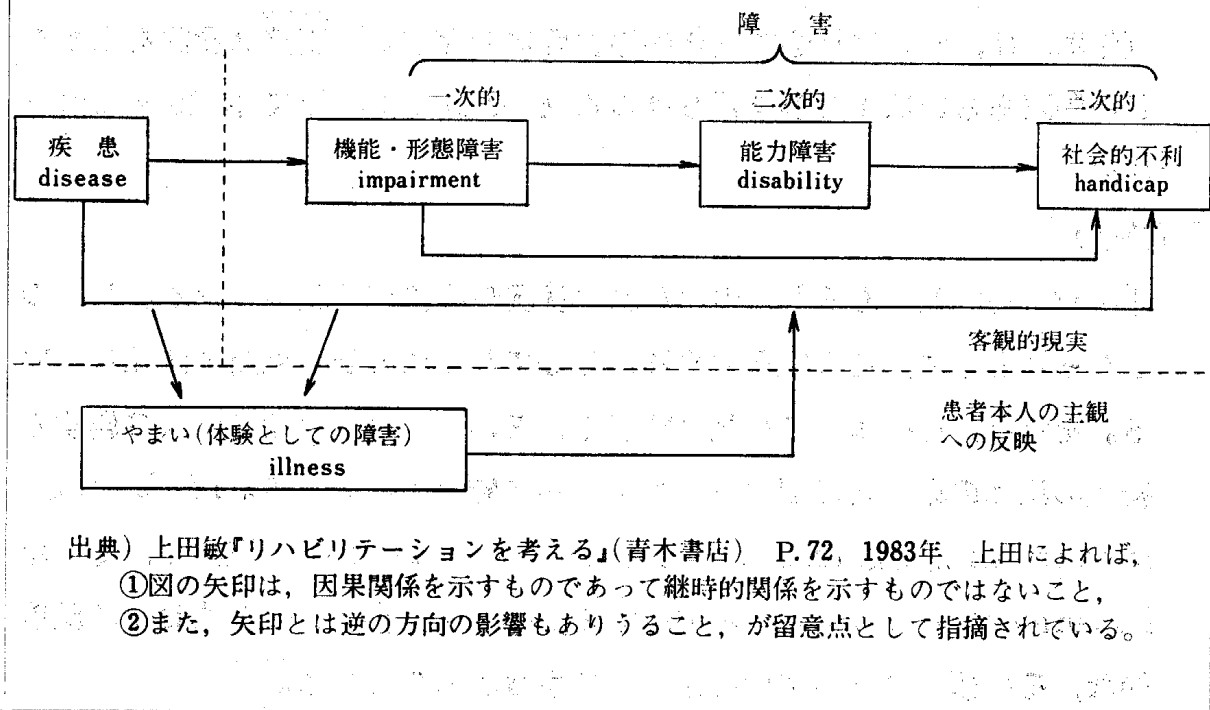 障　害
一次的
二次的
三次的
疾　患
disease
機能・形態障害
impairment
能力障害
disability
社会的不利
handicap
客観的現実
やまい(体験としての障害)
illness
患者本人の主観
への反映
出典) 上田敏『リハビリテーションを考える』(青木書店)　P.72，1983年　上田によれば，
①図の矢印は，因果関係を示すものであって継時的関係を示すものではないこと，
②また，矢印とは逆の方向の影響もありうること，が留意点として指摘されている。